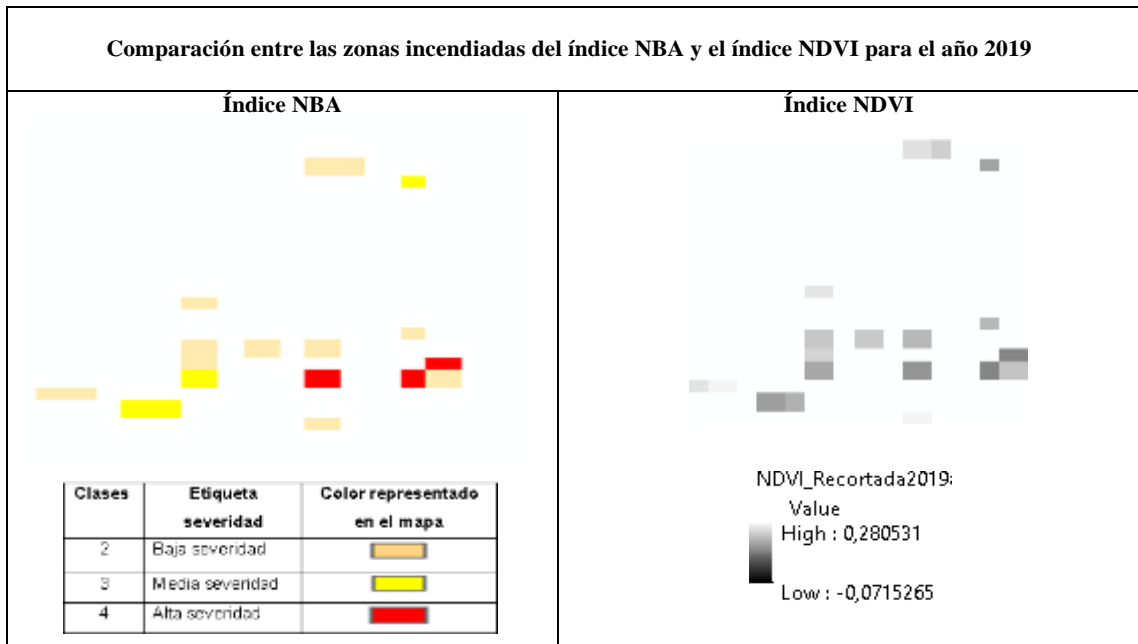 Comparación entre las zonas incendiadas del índice NBA y el índice NDVI para el año 2019
Índice NBA
Índice NDVI
Clases
Etiqueta
severidad
Color representado
en el mapa
2
Baja severidad
3
Media severidad
4
Alta severidad
NDVI_Recortada2019:
Value
High : 0,280531
Low : -0,0715265